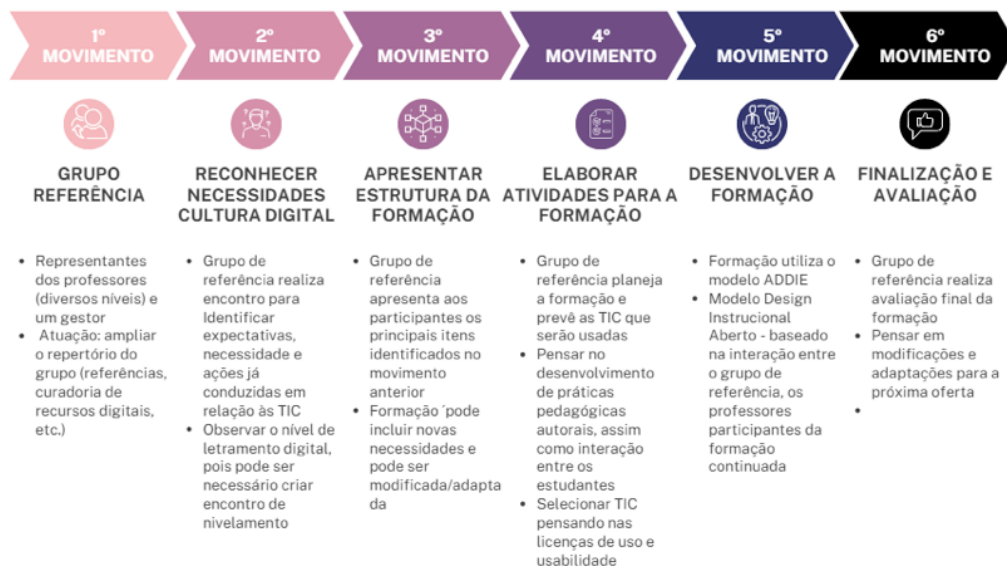 1º
MOVIMENTO
2º
MOVIMENTO
3º
MOVIMENTO
4º
MOVIMENTO
5º
MOVIMENTO
6º
MOVIMENTO
GRUPO
REFERÊNCIA
• Representantes
dos professores
(diversos níveis) e
um gestor
• Atuação: ampliar
o repertório do
grupo (referências,
curadoria de
recursos digitais,
etc.)
RECONHECER
NECESSIDADES
CULTURA DIGITAL
• Grupo de
referência realiza
encontro para
Identificar
expectativas,
necessidade e
ações já
conduzidas em
relação às TIC
• Observar o nível de
letramento digital,
pois pode ser
necessário criar
encontro de
nivelamento
APRESENTAR
ESTRUTURA DA
FORMAÇÃO
• Grupo de
referência
apresenta aos
participantes os
principais itens
identificados no
movimento
anterior
• Formação ´pode
incluir novas
necessidades e
pode ser
modificada/adapta
da
ELABORAR
ATIVIDADES PARA A
FORMAÇÃO
• Grupo de
referência planeja
a formação e
prevê as TIC que
serão usadas
• Pensar no
desenvolvimento
de práticas
pedagógicas
autorais, assim
como interação
entre os
estudantes
• Selecionar TIC
pensando nas
licenças de uso e
usabilidade
DESENVOLVER A
FORMAÇÃO
• Formação utiliza o
modelo ADDIE
• Modelo Design
Instrucional
Aberto - baseado
na interação entre
o grupo de
referência, os
professores
participantes da
formação
continuada
FINALIZAÇÃO E
AVALIAÇÃO
• Grupo de
referência realiza
avaliação final da
formação
• Pensar em
modificações e
adaptações para a
próxima oferta
•